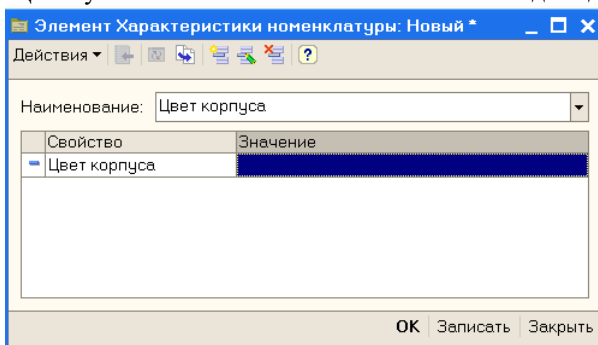 Элемент Характеристики номенклатуры: Новый *
Действия
Наименование: Цвет корпуса
Свойство Значение
Цвет корпуса
OK Записать Закрыть